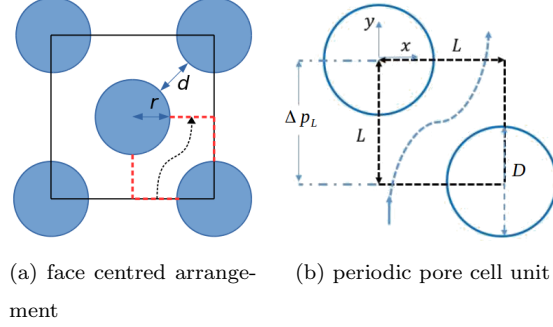 r
d
(a) face centred arrange-
ment
y
x
L
Δ p_L
L
D
(b) periodic pore cell unit